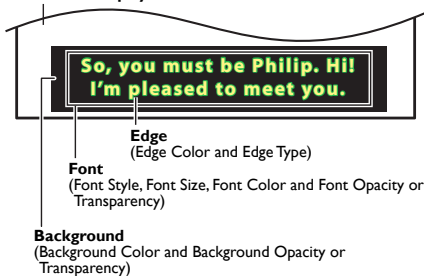 So, you must be Philip. Hi!
I'm pleased to meet you.
Edge
(Edge Color and Edge Type)
Font
(Font Style, Font Size, Font Color and Font Opacity or
Transparency)
Background
(Background Color and Background Opacity or
Transparency)